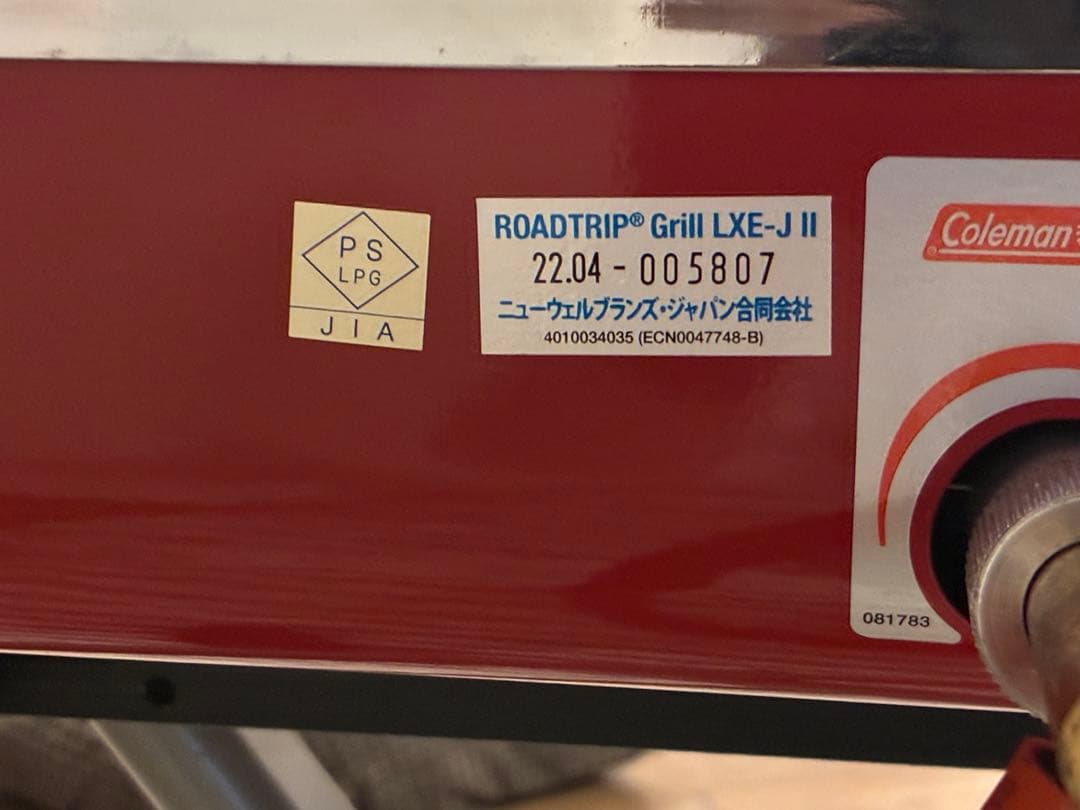 PS
LPG
JIA
ROADTRIP® Grill LXE-J II
22.04 - 005807
ニューウェルブランズ・ジャパン合同会社
4010034035 (ECN0047748-B)
Coleman
081783